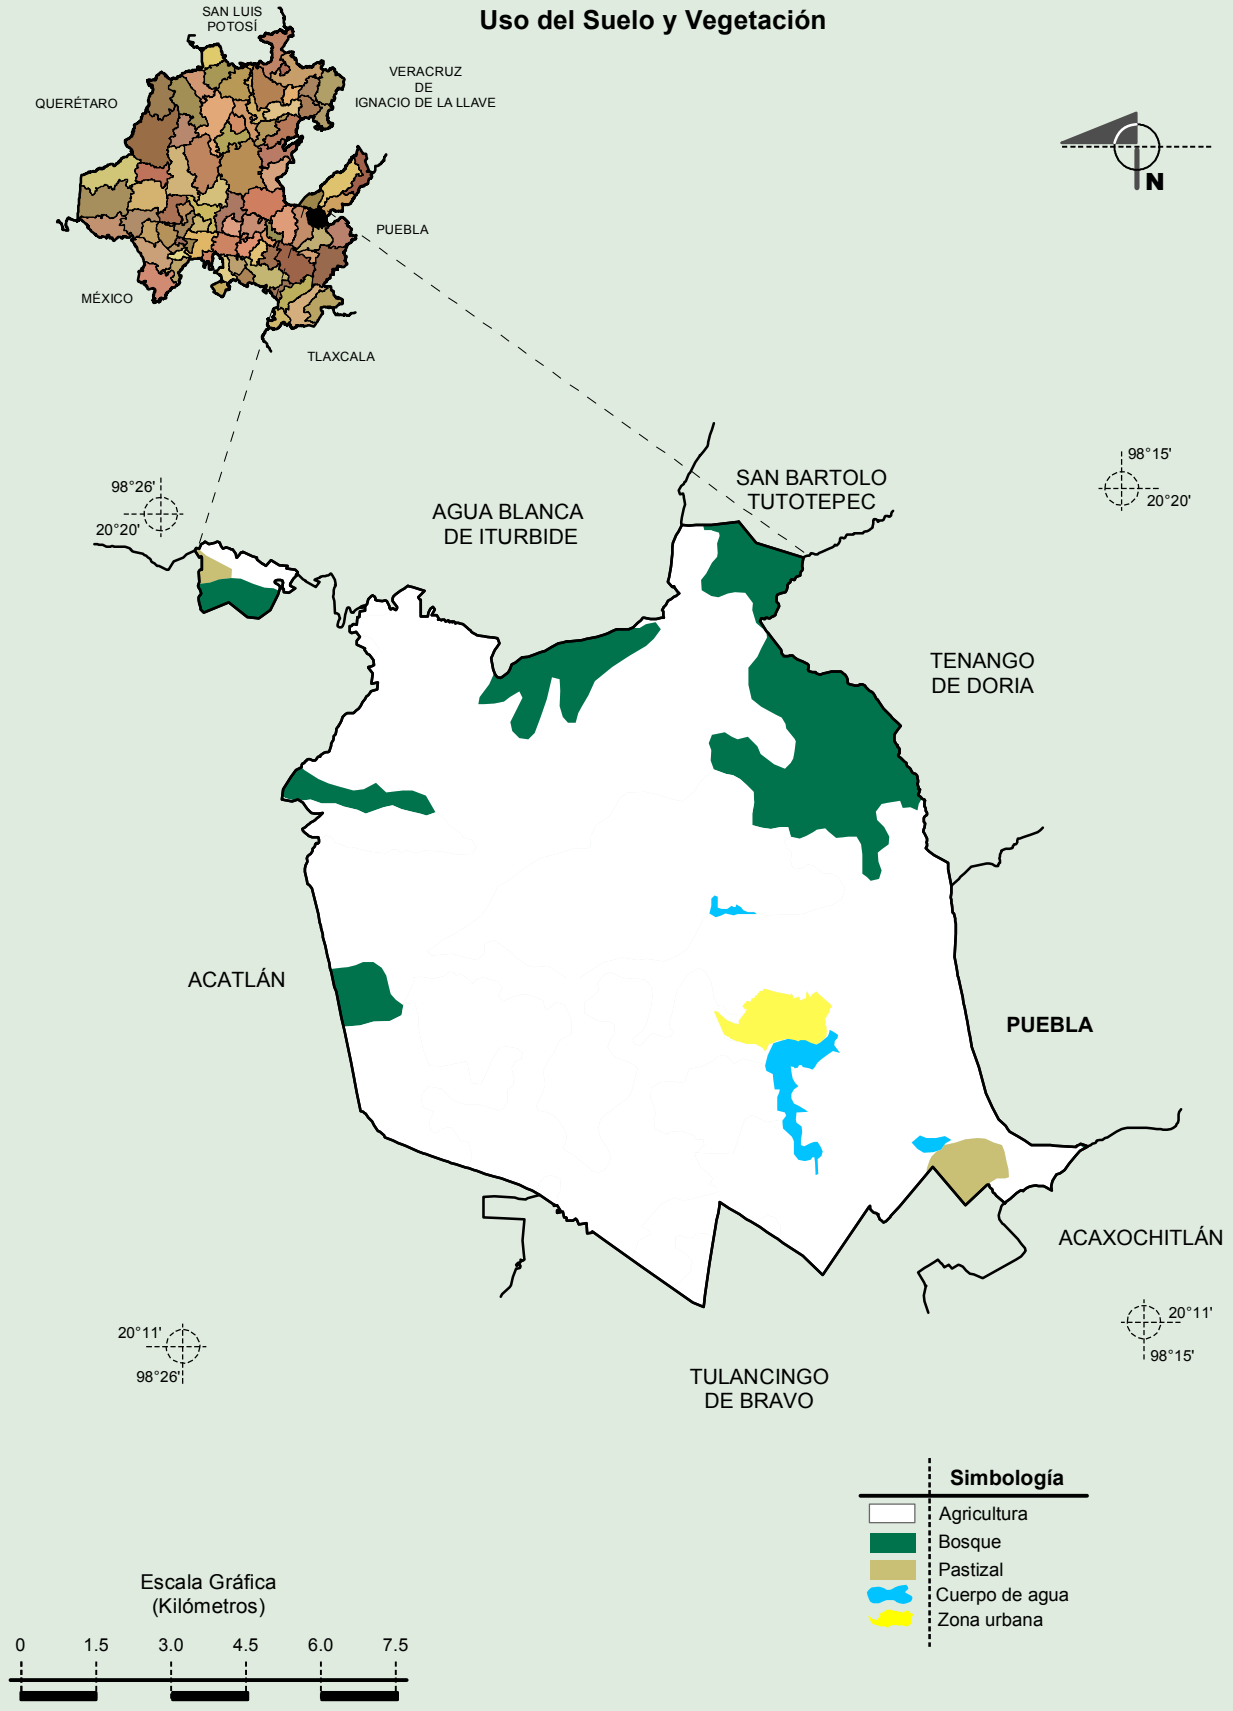 Uso del Suelo y Vegetación
SAN LUIS
POTOSÍ
VERACRUZ
DE
IGNACIO DE LA LLAVE
QUERÉTARO
N
PUEBLA
MÉXICO
TLAXCALA
98°15'
20°20'
98°26'
20°20'
SAN BARTOLO
TUTOTEPEC
AGUA BLANCA
DE ITURBIDE
TENANGO
DE DORIA
ACATLÁN
PUEBLA
ACAXOCHITLÁN
20°11'
98°15'
20°11'
98°26'
TULANCINGO
DE BRAVO
Simbología
Agricultura
Bosque
Pastizal
Cuerpo de agua
Zona urbana
Escala Gráfica
(Kilómetros)
0 1.5 3.0 4.5 6.0 7.5